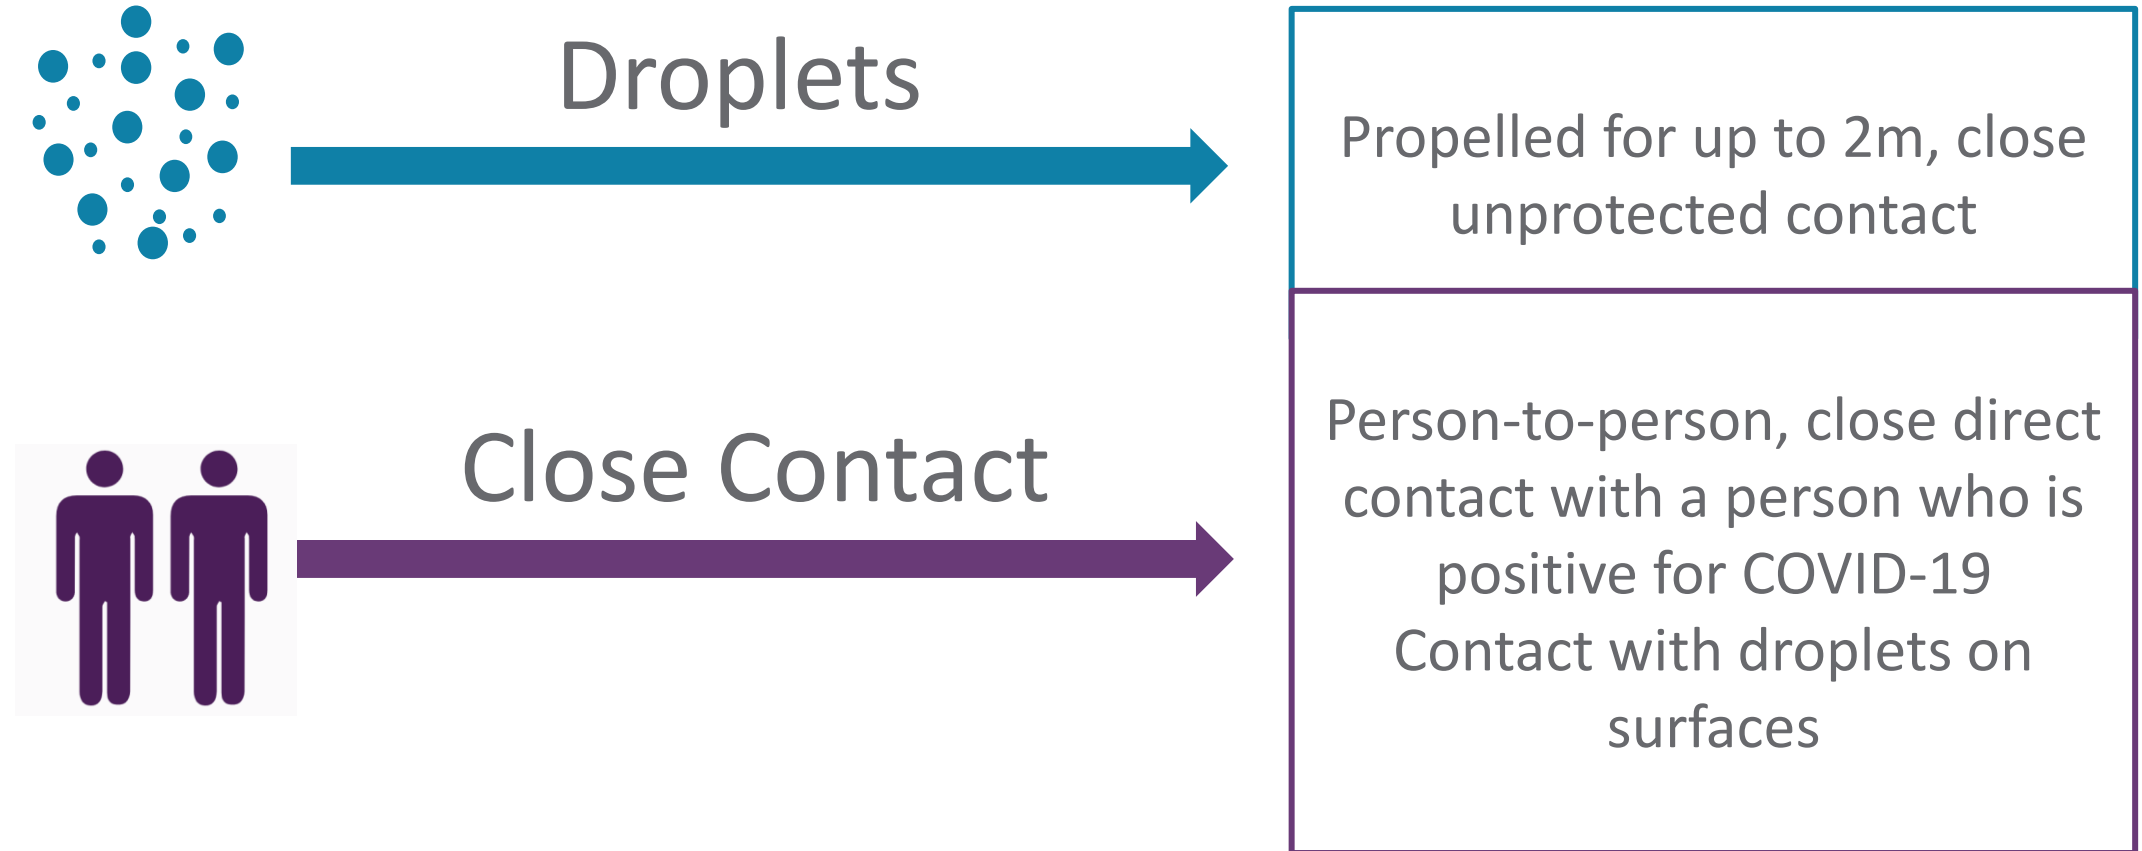 Droplets
Propelled for up to 2m, close
unprotected contact
Close Contact
Person-to-person, close direct
contact with a person who is
positive for COVID-19
Contact with droplets on
surfaces